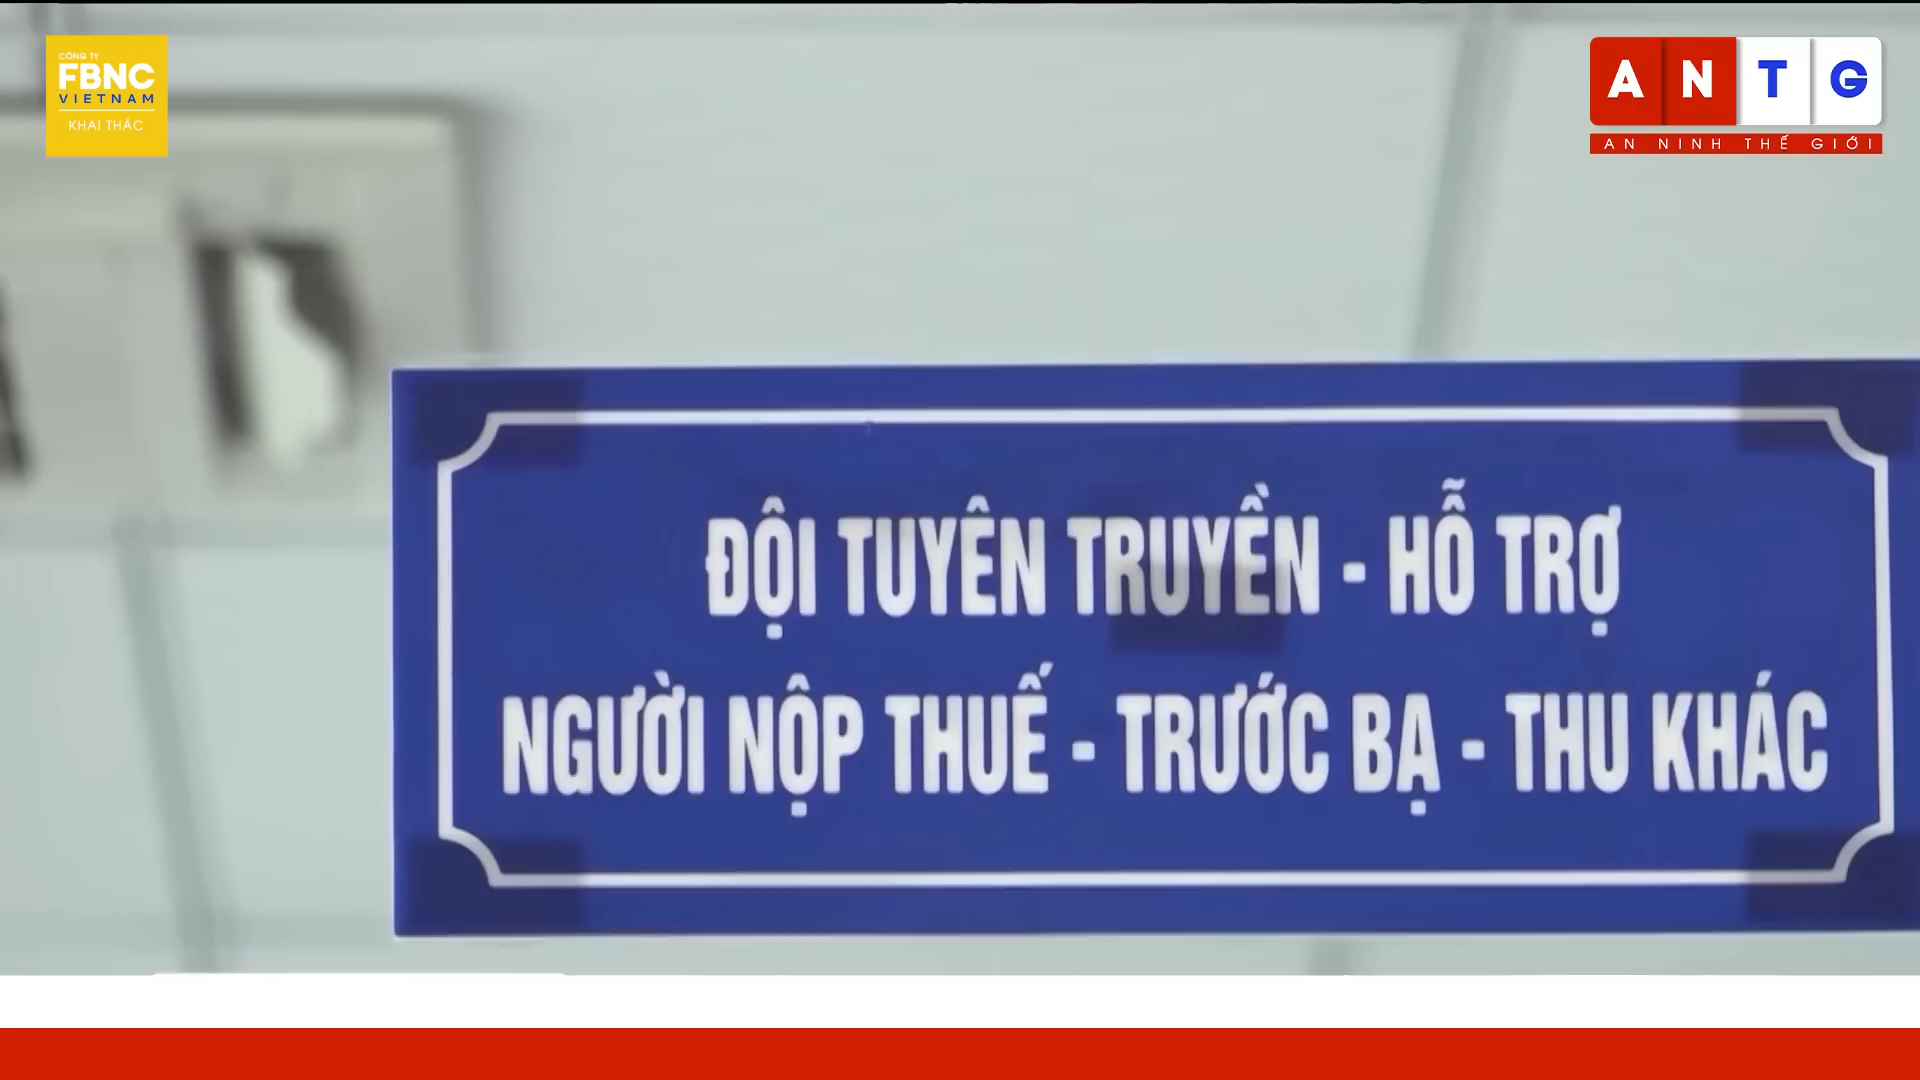 CÔNG TY
FBNC
VIETNAM
KHAI THÁC
ANTG
AN NINH THẾ GIỚI
ĐỘI TUYÊN TRUYỀN - HỖ TRỢ
NGƯỜI NỘP THUẾ - TRƯỚC BẠ - THU KHÁC